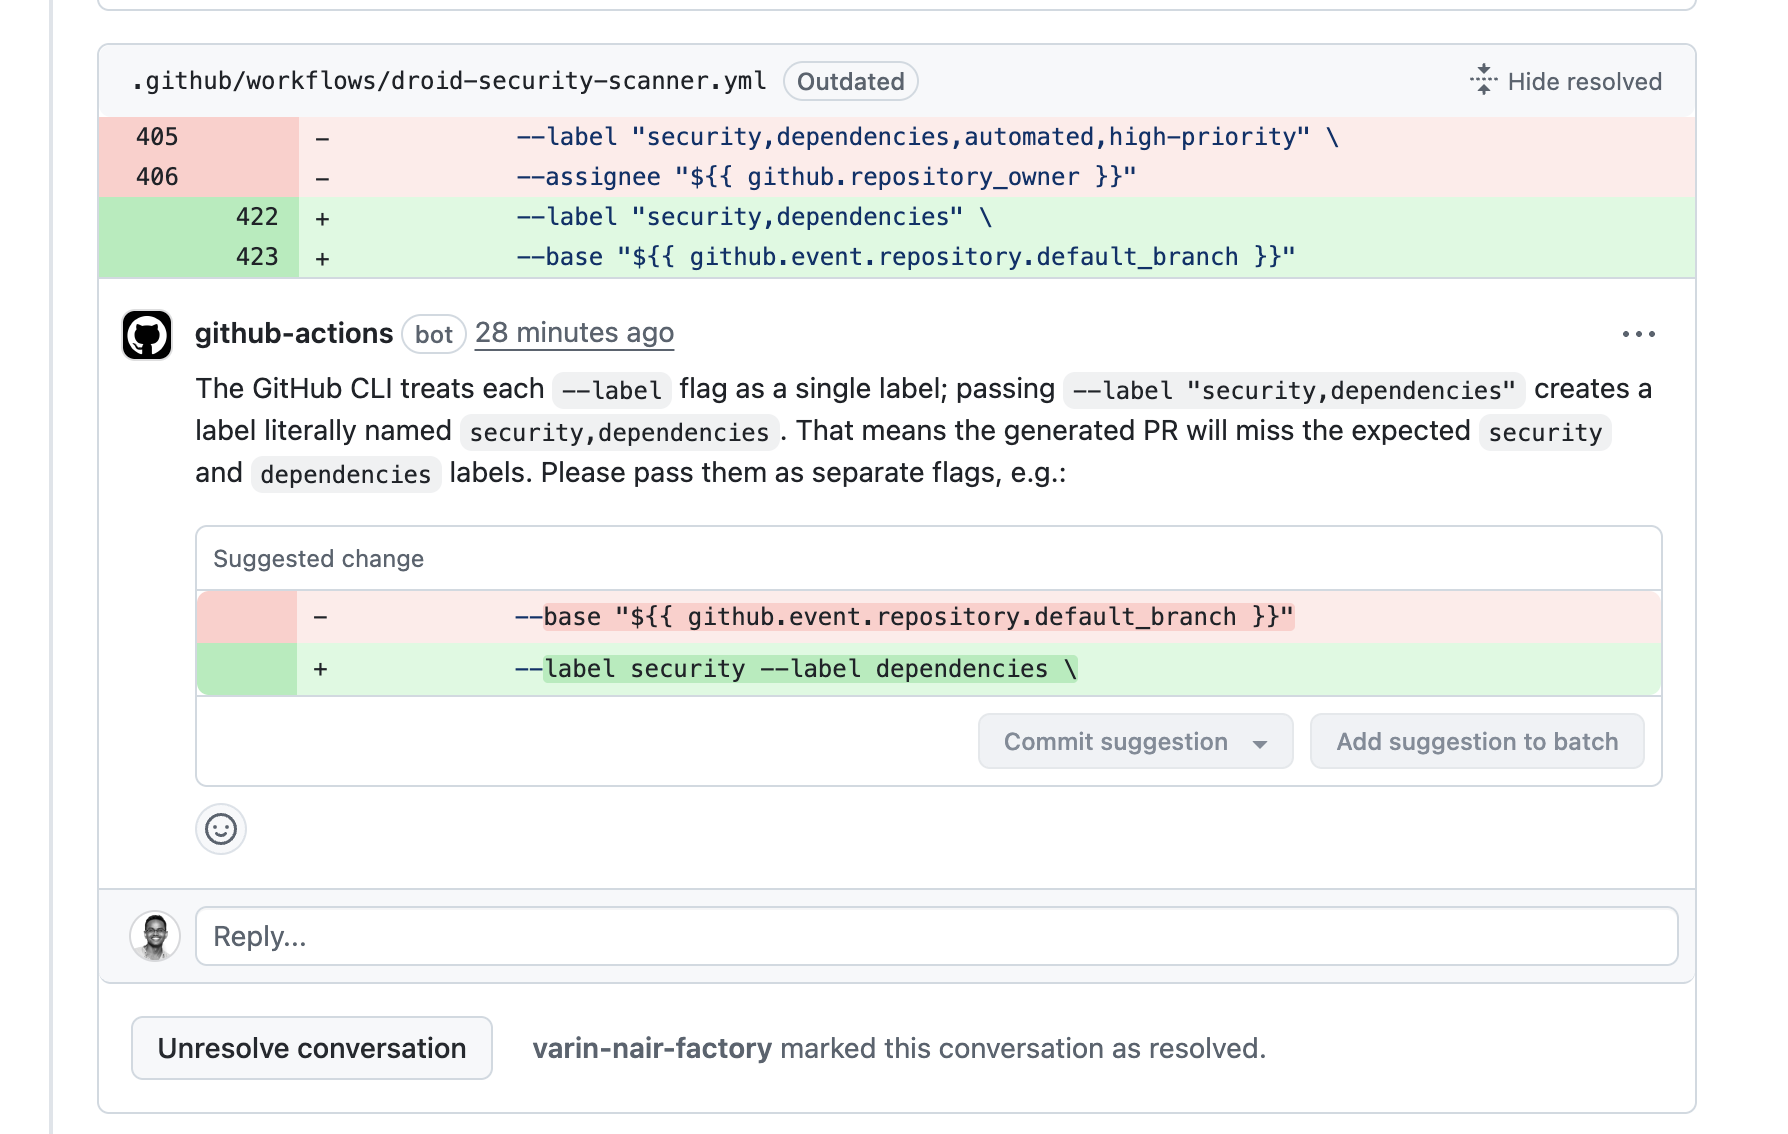 .github/workflows/droid-security-scanner.yml Outdated Hide resolved
405 - --label "security,dependencies,automated,high-priority" \
406 - --assignee "${{ github.repository_owner }}"
422 + --label "security,dependencies" \
423 + --base "${{ github.event.repository.default_branch }}"
github-actions bot 28 minutes ago
The GitHub CLI treats each --label flag as a single label; passing --label "security,dependencies" creates a
label literally named security,dependencies . That means the generated PR will miss the expected security
and dependencies labels. Please pass them as separate flags, e.g.:
Suggested change
- --base "${{ github.event.repository.default_branch }}"
+ --label security --label dependencies \
Commit suggestion Add suggestion to batch
Reply...
Unresolve conversation varin-nair-factory marked this conversation as resolved.